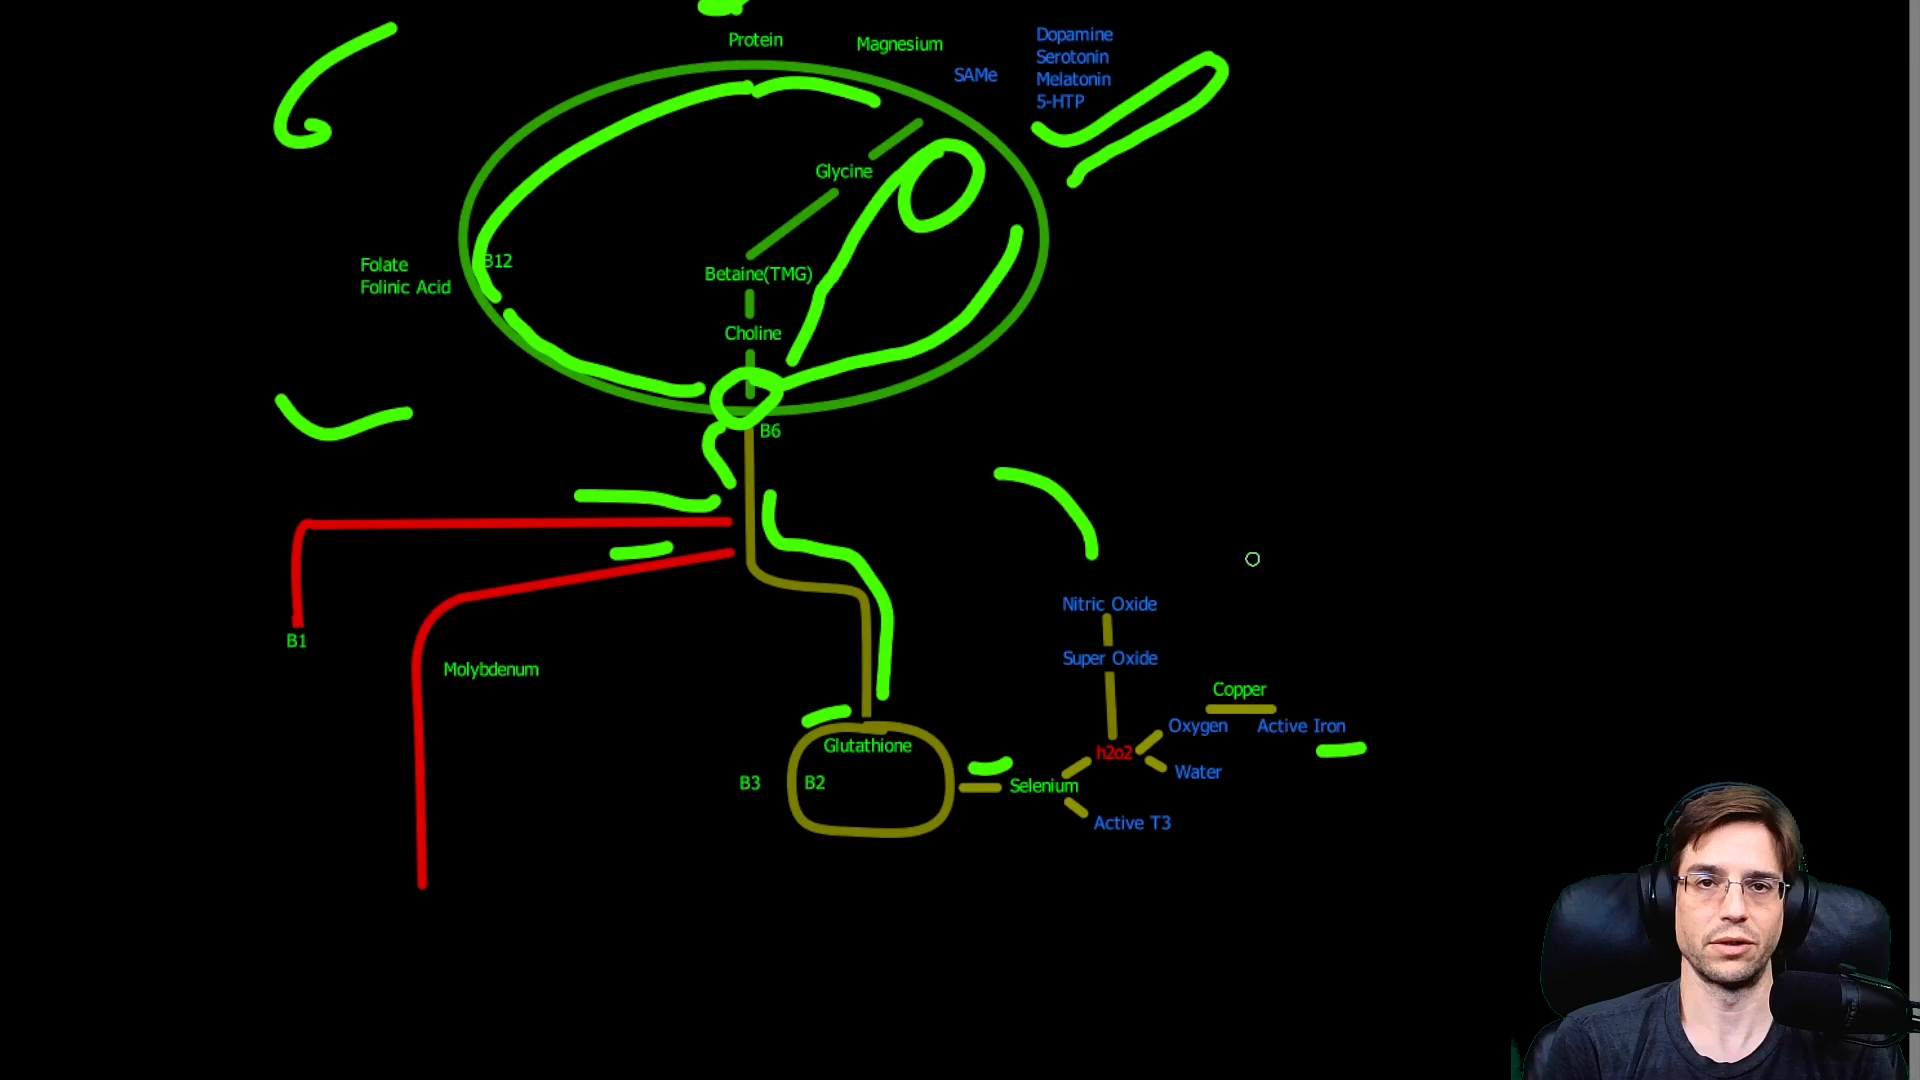 Protein
Magnesium
SAMe
Dopamine
Serotonin
Melatonin
5-HTP
Glycine
Folate
Folinic Acid
B12
Betaine(TMG)
Choline
B6
B1
Molybdenum
Glutathione
B3
B2
Selenium
Nitric Oxide
Super Oxide
h2o2
Copper
Oxygen
Active Iron
Water
Active T3